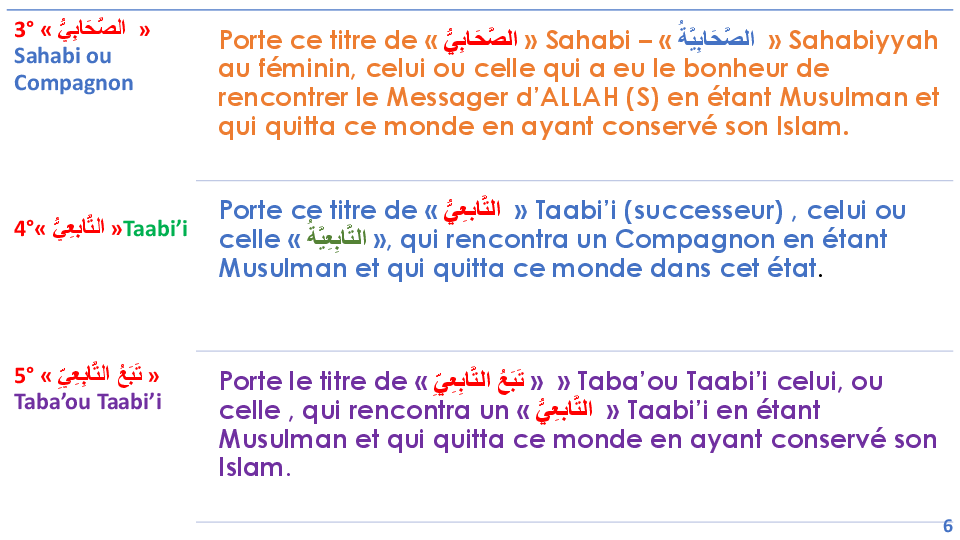 3° « الصَّحَابِيُّ »
Sahabi ou
Compagnon
Porte ce titre de « الصَّحَابِيُّ » Sahabi – « الصَّحَابِيَّةُ » Sahabiyyah
au féminin, celui ou celle qui a eu le bonheur de
rencontrer le Messager d’ALLAH (S) en étant Musulman et
qui quitta ce monde en ayant conservé son Islam.
4°« التَّابِعِيُّ »Taabi’i
Porte ce titre de « التَّابِعِيُّ » Taabi’i (successeur) , celui ou
celle « التَّابِعِيَّةُ », qui rencontra un Compagnon en étant
Musulman et qui quitta ce monde dans cet état.
5° « تَبَعُ التَّابِعِيِّ »
Taba’ou Taabi’i
Porte le titre de « تَبَعُ التَّابِعِيِّ » » Taba’ou Taabi’i celui, ou
celle , qui rencontra un « التَّابِعِيُّ » Taabi’i en étant
Musulman et qui quitta ce monde en ayant conservé son
Islam.
6